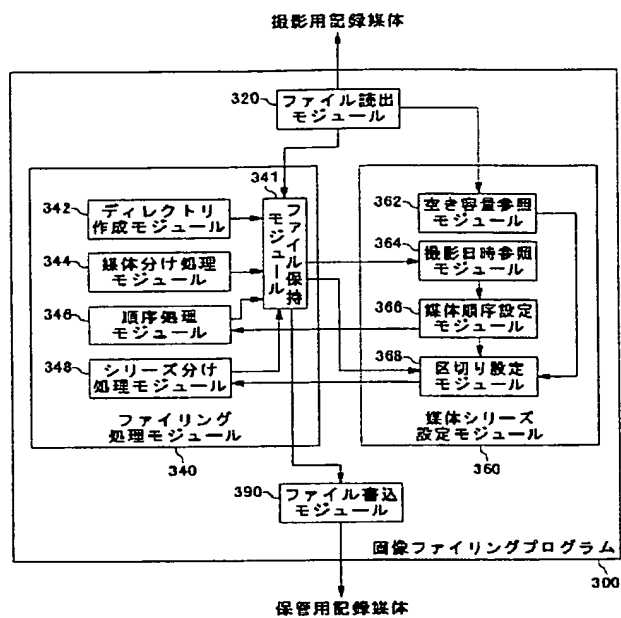 撮影用記録媒体
320
ファイル読出
モジュール
341
342
ディレクトリ
作成モジュール
344
媒体分け処理
モジュール
346
順序処理
モジュール
348
シリーズ分け
処理モジュール
ファイル保持
モジュール
ファイリング
処理モジュール
340
362
空き容量参照
モジュール
364
撮影日時参照
モジュール
366
媒体順序設定
モジュール
368
区切り設定
モジュール
媒体シリーズ
設定モジュール
360
390
ファイル書込
モジュール
画像ファイリングプログラム
300
保管用記録媒体